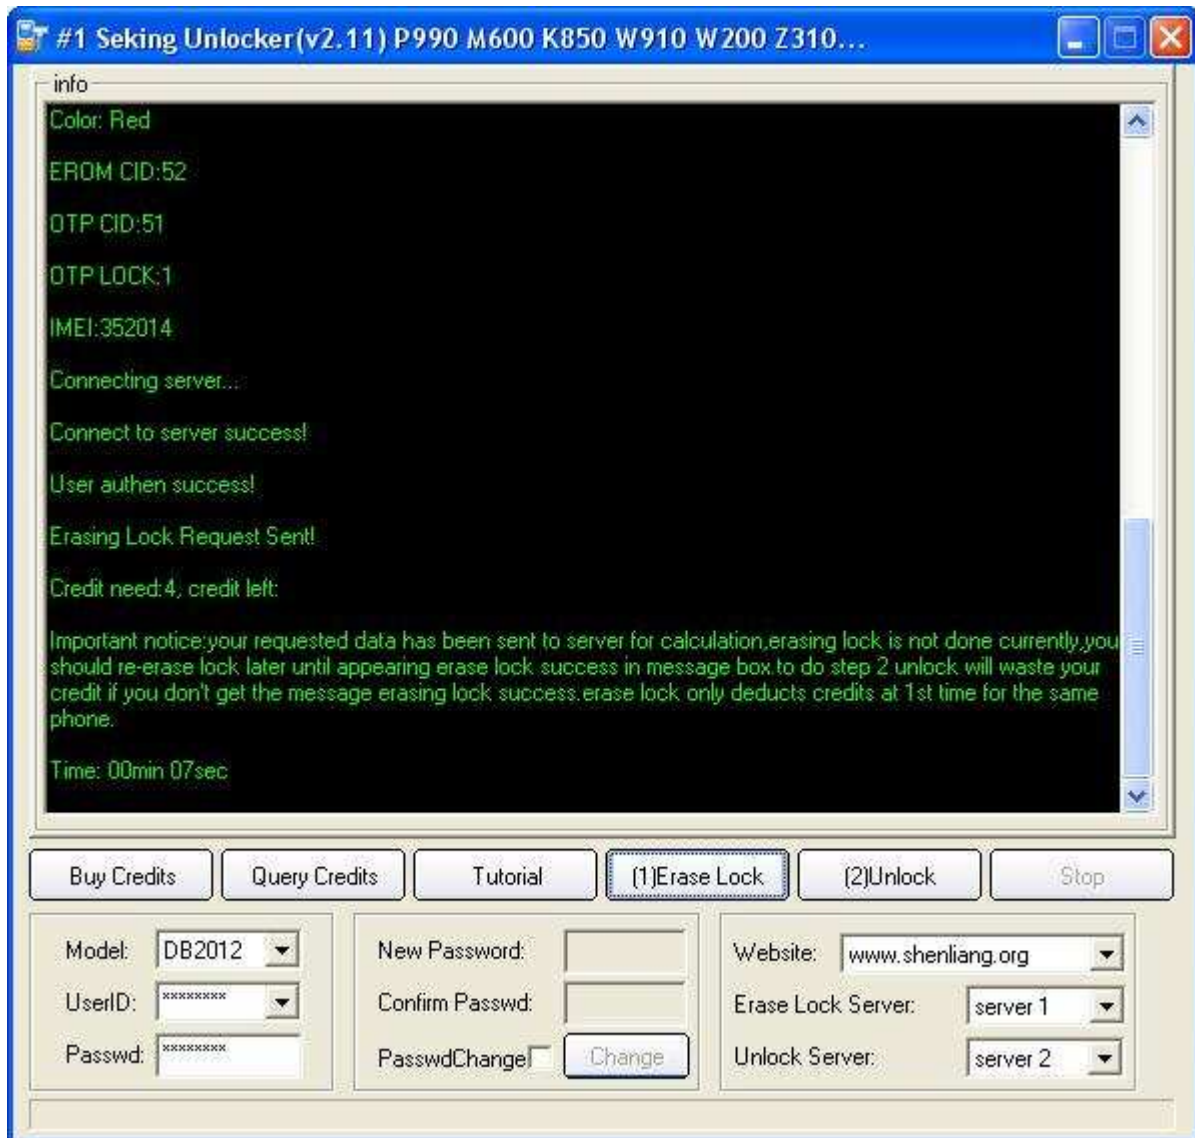 #1 Seking Unlocker(v2.11) P990 M600 K850 W910 W200 Z310...
info
Color: Red
EROM CID:52
OTP CID:51
OTP LOCK:1
IMEI:352014
Connecting server...
Connect to server success!
User authen success!
Erasing Lock Request Sent!
Credit need:4, credit left:
Important notice:your requested data has been sent to server for calculation,erasing lock is not done currently,you
should re-erase lock later until appearing erase lock success in message box.to do step 2 unlock will waste your
credit if you don't get the message erasing lock success.erase lock only deducts credits at 1st time for the same
phone.
Time: 00min 07sec
Buy Credits Query Credits Tutorial (1)Erase Lock (2)Unlock Stop
Model: DB2012 New Password: Website: www.shenliang.org
UserID: ******** Confirm Passwd: Erase Lock Server: server 1
Passwd: ******** PasswdChange Change Unlock Server: server 2